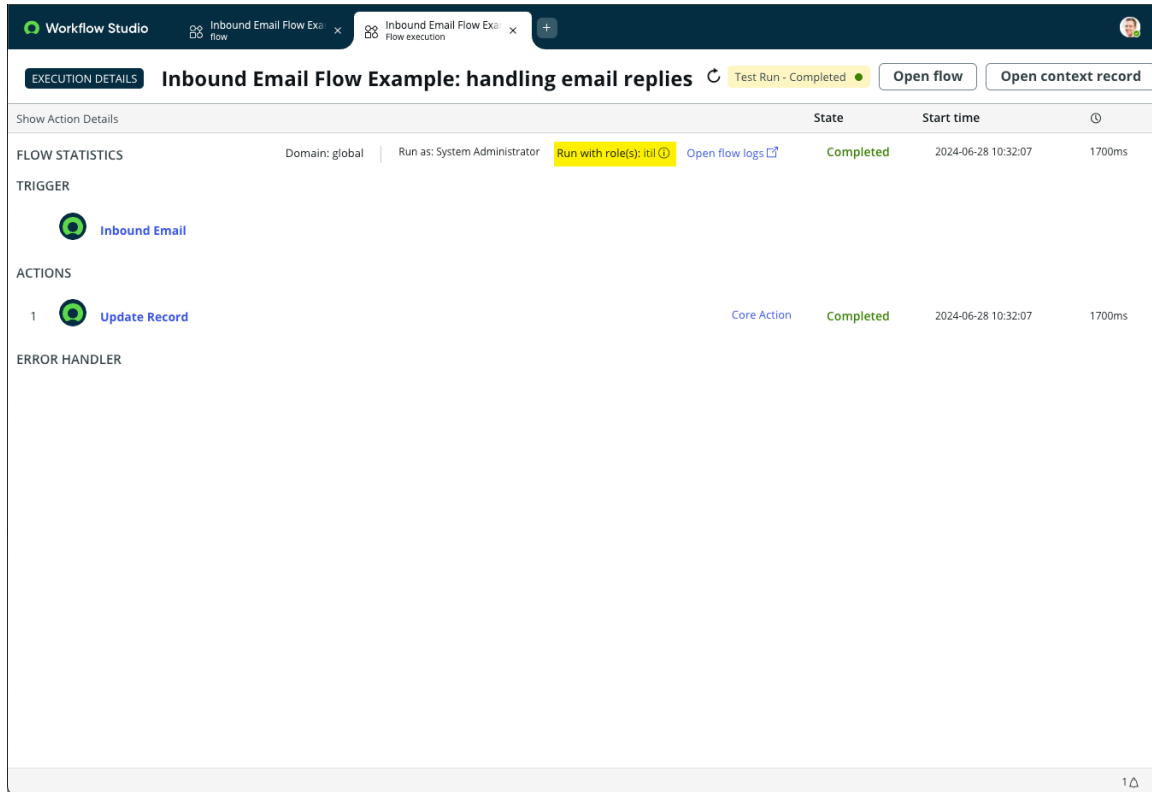 Workflow Studio
Inbound Email Flow Exa
flow
Inbound Email Flow Exa
Flow execution
EXECUTION DETAILS
Inbound Email Flow Example: handling email replies
Test Run - Completed
Open flow
Open context record
Show Action Details
State
Start time
FLOW STATISTICS
Domain: global
Run as: System Administrator
Run with role(s): itil
Open flow logs
Completed
2024-06-28 10:32:07
1700ms
TRIGGER
Inbound Email
ACTIONS
1
Update Record
Core Action
Completed
2024-06-28 10:32:07
1700ms
ERROR HANDLER
1